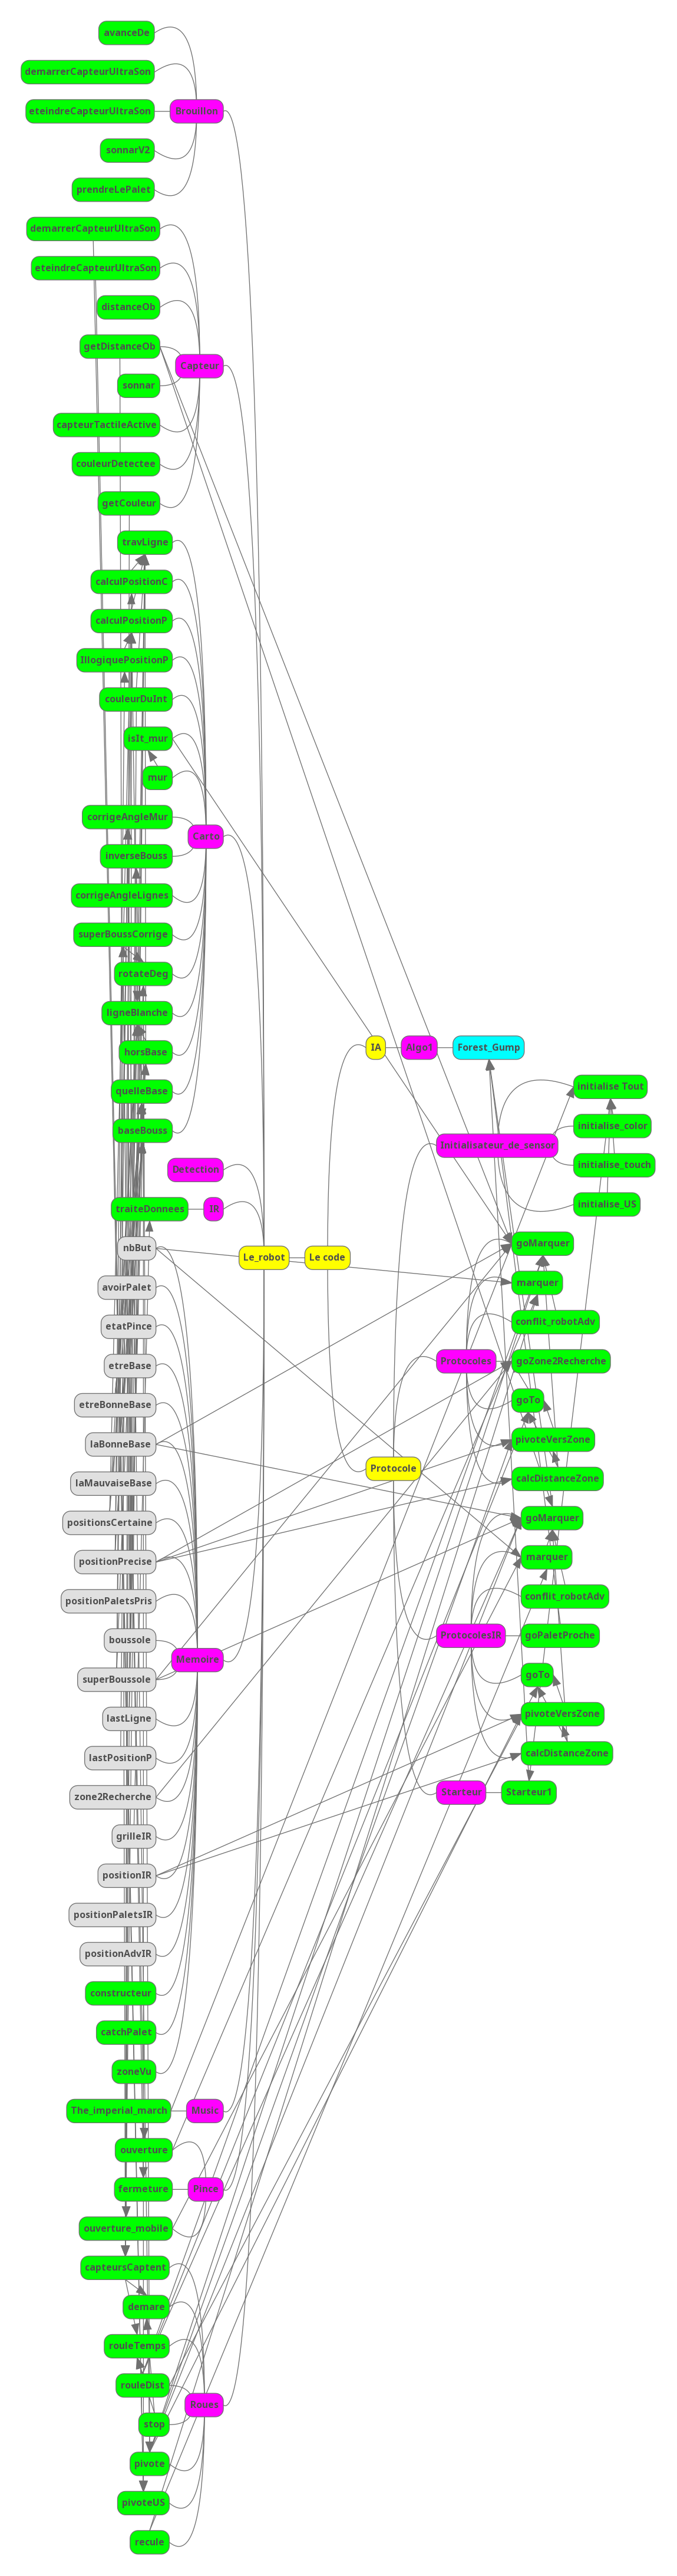 avanceDe
demarrerCapteurUltraSon
eteindreCapteurUltraSon
Brouillon
sonnarV2
prendreLePalet
demarrerCapteurUltraSon
eteindreCapteurUltraSon
distanceOb
getDistanceOb
Capteur
sonnar
capteurTactileActive
couleurDetectee
getCouleur
travLigne
calculPositionC
calculPositionP
IllogiquePositionP
couleurDuInt
isIt_mur
mur
corrigeAngleMur
Carto
inverseBouss
corrigeAngleLignes
superBoussCorrige
rotateDeg
ligneBlanche
horsBase
quelleBase
baseBouss
Detection
traiteDonnees
IR
nbBut
Le_robot
Le code
avoirPalet
etatPince
etreBase
etreBonneBase
laBonneBase
laMauvaiseBase
positionsCertaine
positionPrecise
positionPaletsPris
boussole
Memoire
superBoussole
lastLigne
lastPositionP
zone2Recherche
grilleIR
positionIR
positionPaletsIR
positionAdvIR
constructeur
catchPalet
zoneVu
The_imperial_march
Music
ouverture
fermeture
Pince
ouverture_mobile
capteursCaptent
demare
rouleTemps
rouleDist
Roues
stop
pivote
pivoteUS
recule
IA
Algo1
Forest_Gump
initialise Tout
initialise_color
Initialisateur_de_sensor
initialise_touch
initialise_US
goMarquer
marquer
conflit_robotAdv
Protocoles
goZone2Recherche
goTo
pivoteVersZone
Protocole
calcDistanceZone
goMarquer
marquer
conflit_robotAdv
ProtocolesIR
goPaletProche
goTo
pivoteVersZone
calcDistanceZone
Starteur
Starteur1